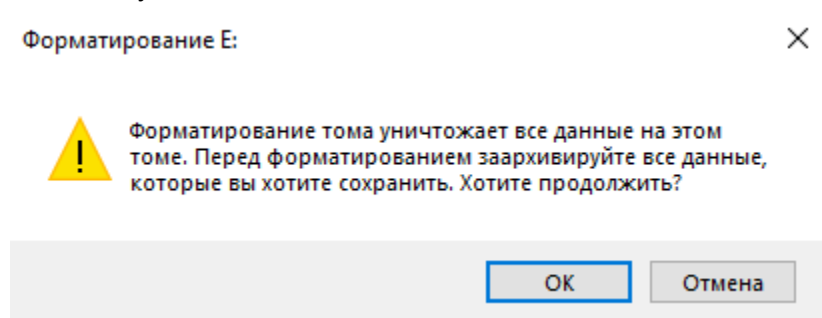 Форматирование E:
Форматирование тома уничтожает все данные на этом
томе. Перед форматированием заархивируйте все данные,
которые вы хотите сохранить. Хотите продолжить?
ОК
Отмена